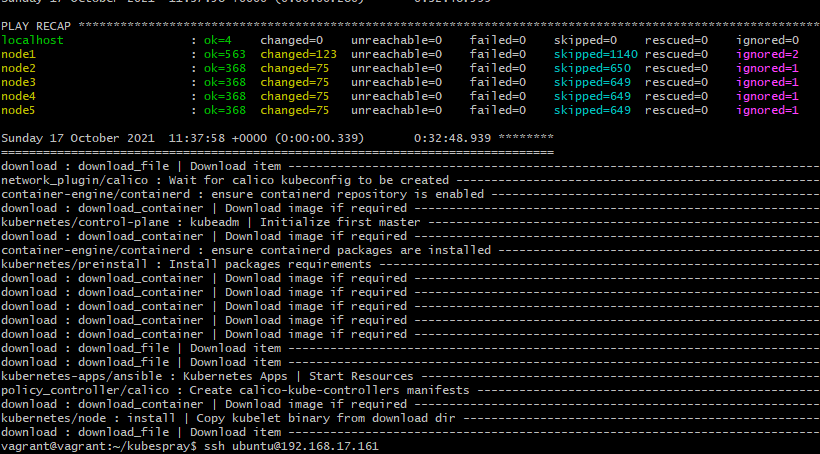 PLAY RECAP *********************************************************************************************************
localhost : ok=4 changed=0 unreachable=0 failed=0 skipped=0 rescued=0 ignored=0
node1 : ok=563 changed=123 unreachable=0 failed=0 skipped=1140 rescued=0 ignored=2
node2 : ok=368 changed=75 unreachable=0 failed=0 skipped=650 rescued=0 ignored=1
node3 : ok=368 changed=75 unreachable=0 failed=0 skipped=649 rescued=0 ignored=1
node4 : ok=368 changed=75 unreachable=0 failed=0 skipped=649 rescued=0 ignored=1
node5 : ok=368 changed=75 unreachable=0 failed=0 skipped=649 rescued=0 ignored=1
Sunday 17 October 2021 11:37:58 +0000 (0:00:00.339) 0:32:48.939 ********
===============================================================================
download : download_file | Download item ----------------------------------------------------------------------------
network_plugin/calico : Wait for calico kubeconfig to be created ----------------------------------------------------
container-engine/containerd : ensure containerd repository is enabled -----------------------------------------------
download : download_container | Download image if required ----------------------------------------------------------
kubernetes/control-plane : kubeadm | Initialize first master --------------------------------------------------------
download : download_container | Download image if required ----------------------------------------------------------
container-engine/containerd : ensure containerd packages are installed ----------------------------------------------
kubernetes/preinstall : Install packages requirements ---------------------------------------------------------------
download : download_container | Download image if required ----------------------------------------------------------
download : download_container | Download image if required ----------------------------------------------------------
download : download_container | Download image if required ----------------------------------------------------------
download : download_container | Download image if required ----------------------------------------------------------
download : download_container | Download image if required ----------------------------------------------------------
download : download_file | Download item ----------------------------------------------------------------------------
download : download_file | Download item ----------------------------------------------------------------------------
kubernetes-apps/ansible : Kubernetes Apps | Start Resources ---------------------------------------------------------
policy_controller/calico : Create calico-kube-controllers manifests -------------------------------------------------
download : download_container | Download image if required ----------------------------------------------------------
kubernetes/node : install | Copy kubelet binary from download dir ---------------------------------------------------
download : download_file | Download item ----------------------------------------------------------------------------
vagrant@vagrant:~/kubespray$ ssh ubuntu@192.168.17.161